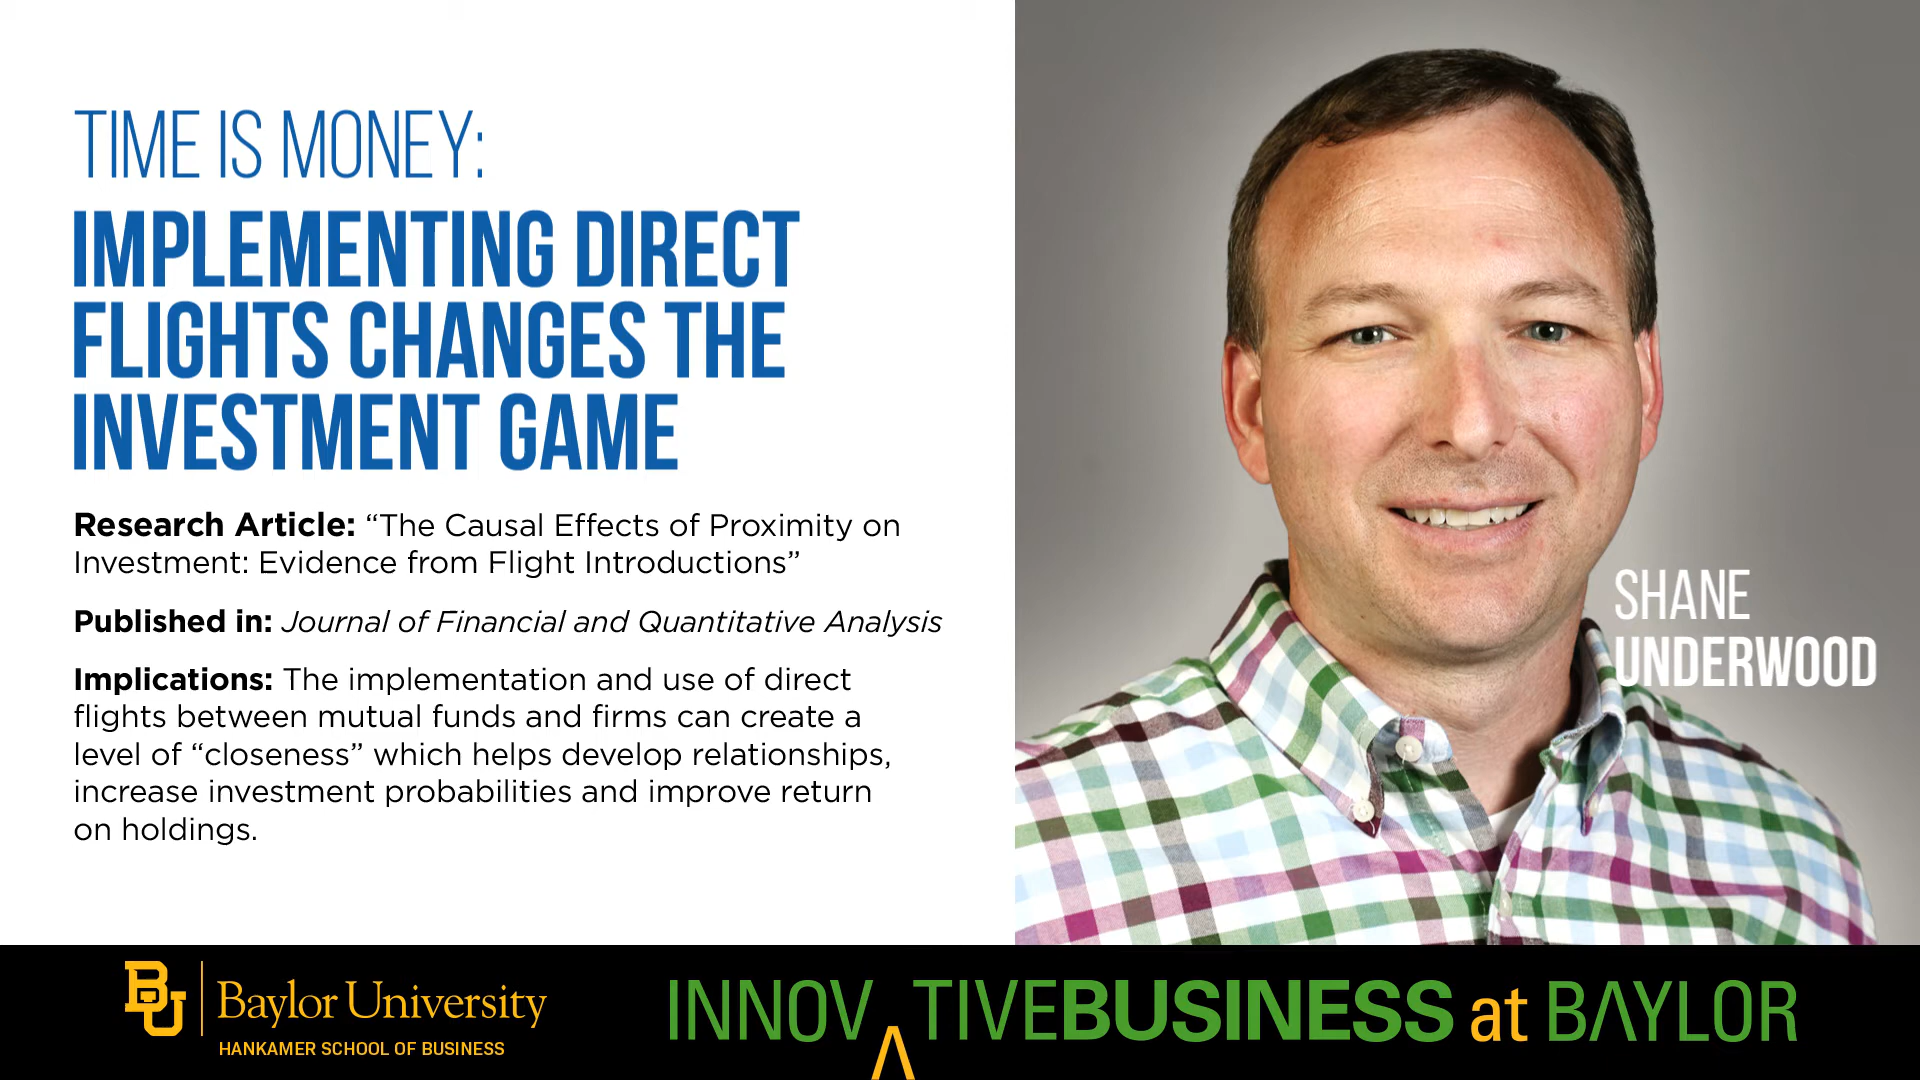 TIME IS MONEY:
IMPLEMENTING DIRECT
FLIGHTS CHANGES THE
INVESTMENT GAME
Research Article: “The Causal Effects of Proximity on
Investment: Evidence from Flight Introductions”
Published in: Journal of Financial and Quantitative Analysis
Implications: The implementation and use of direct
flights between mutual funds and firms can create a
level of “closeness” which helps develop relationships,
increase investment probabilities and improve return
on holdings.
SHANE
UNDERWOOD
BU
Baylor University
HANKAMER SCHOOL OF BUSINESS
INNOVΛTIVEBUSINESS at BΛYLOR